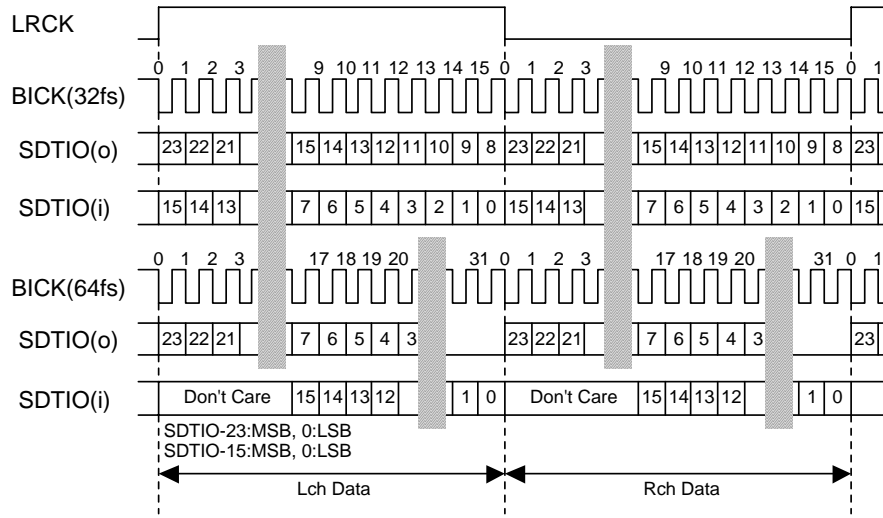 LRCK
0 1 2 3 9 10 11 12 13 14 15 0 1 2 3 9 10 11 12 13 14 15 0 1
BICK(32fs)
SDTIO(o) 23 22 21 15 14 13 12 11 10 9 8 23 22 21 15 14 13 12 11 10 9 8 23
SDTIO(i) 15 14 13 7 6 5 4 3 2 1 0 15 14 13 7 6 5 4 3 2 1 0 15
0 1 2 3 17 18 19 20 31 0 1 2 3 17 18 19 20 31 0 1
BICK(64fs)
SDTIO(o) 23 22 21 7 6 5 4 3 23 22 21 7 6 5 4 3 23
SDTIO(i) Don't Care 15 14 13 12 1 0 Don't Care 15 14 13 12 1 0
SDTIO-23:MSB, 0:LSB
SDTIO-15:MSB, 0:LSB
Lch Data Rch Data